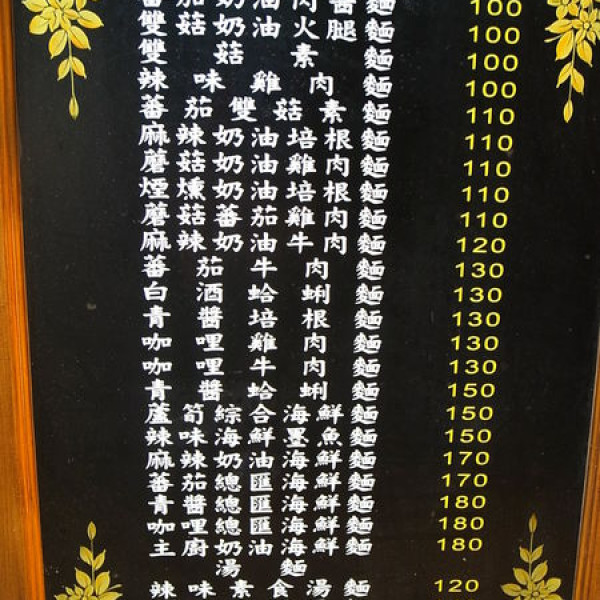 蕃茄奶油肉醬麵 100
雙菇奶油火腿麵 100
雙菇素麵 100
辣味雞肉麵 100
蕃茄雙菇素麵 110
麻辣奶油培根麵 110
蘑菇奶油雞肉麵 110
煙燻奶油培根麵 110
蘑菇蕃茄雞肉麵 110
麻辣奶油牛肉麵 120
蕃茄牛肉麵 130
白酒蛤蜊麵 130
青醬培根麵 130
咖哩雞肉麵 130
咖哩牛肉麵 130
青醬蛤蜊麵 150
蘆筍綜合海鮮麵 150
辣味海鮮墨魚麵 150
麻辣奶油海鮮麵 170
蕃茄總匯海鮮麵 170
青醬總匯海鮮麵 180
咖哩總匯海鮮麵 180
主廚奶油海鮮麵 180
湯麵
辣味素食湯麵 120